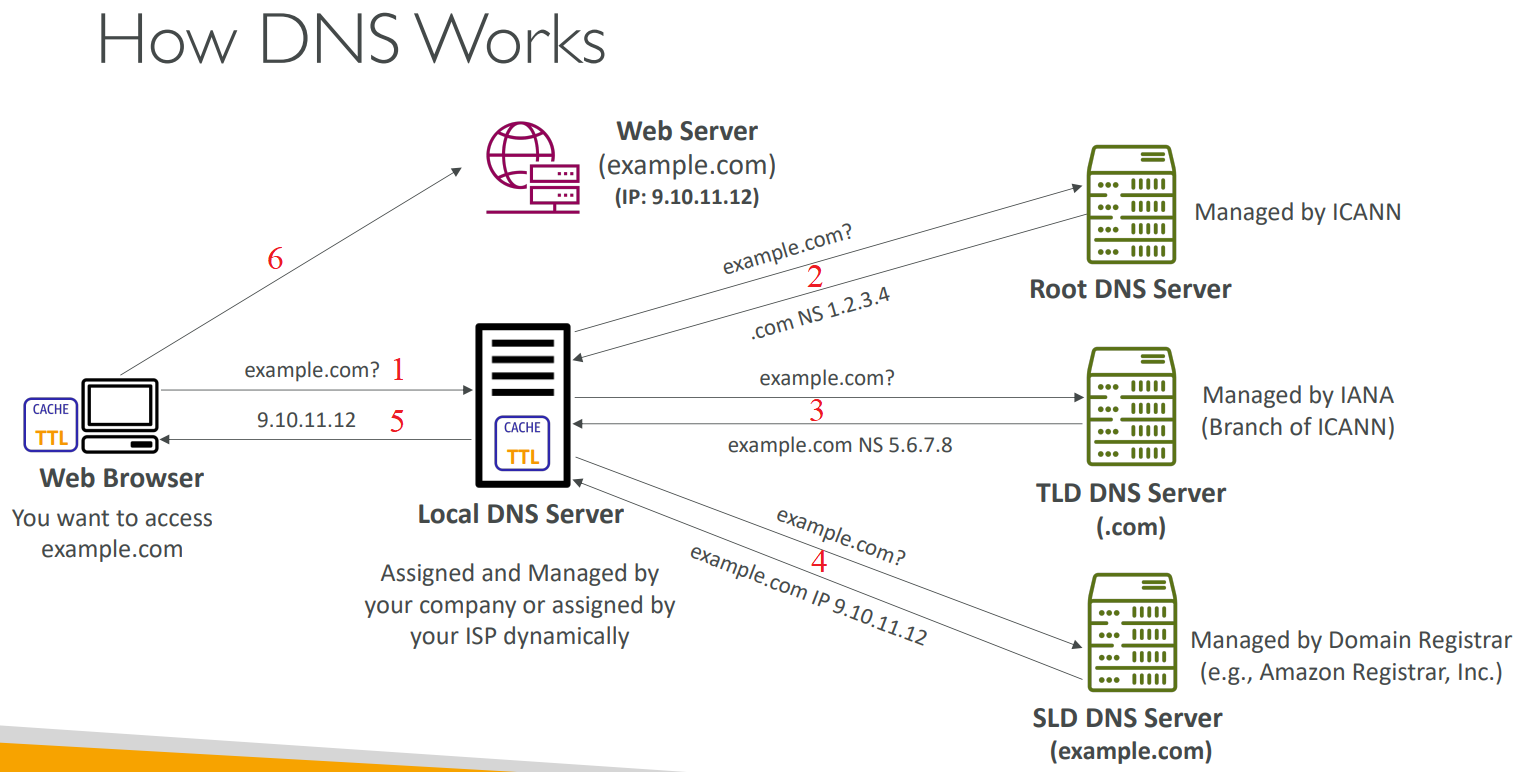 How DNS Works
Web Server
(example.com)
(IP: 9.10.11.12)
Managed by ICANN
Root DNS Server
example.com?
2
.com NS 1.2.3.4
6
example.com? 1
9.10.11.12 5
CACHE
TTL
Web Browser
You want to access
example.com
CACHE
TTL
Local DNS Server
Assigned and Managed by
your company or assigned by
your ISP dynamically
example.com?
3
example.com NS 5.6.7.8
Managed by IANA
(Branch of ICANN)
TLD DNS Server
(.com)
example.com?
4
example.com IP 9.10.11.12
Managed by Domain Registrar
(e.g., Amazon Registrar, Inc.)
SLD DNS Server
(example.com)